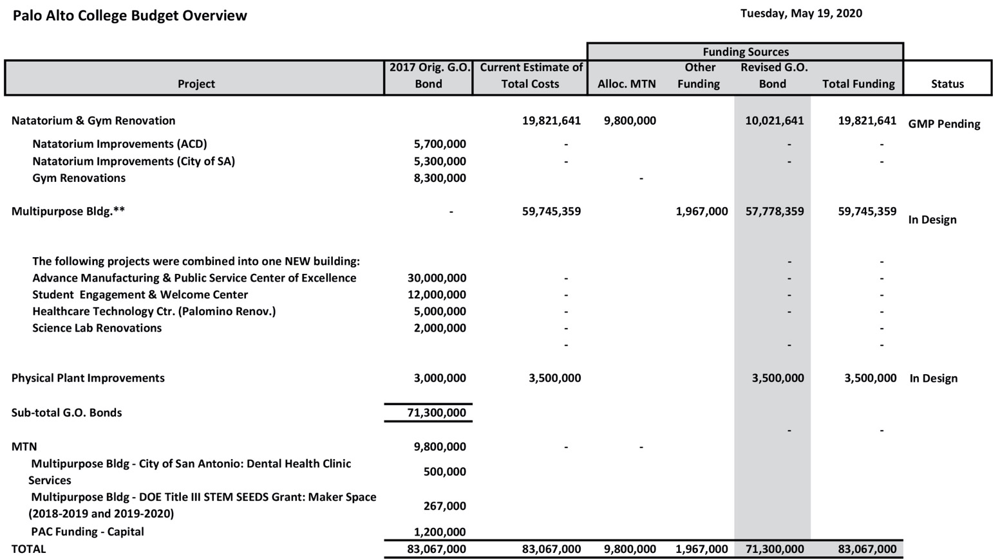 Palo Alto College Budget Overview Tuesday, May 19, 2020
Funding Sources
2017 Orig. G.O. Current Estimate of Other Revised G.O.
Project Bond Total Costs Alloc. MTN Funding Bond Total Funding Status
Natatorium & Gym Renovation 19,821,641 9,800,000 10,021,641 19,821,641 GMP Pending
Natatorium Improvements (ACD) 5,700,000 - - -
Natatorium Improvements (City of SA) 5,300,000 - - -
Gym Renovations 8,300,000 -
Multipurpose Bldg.** - 59,745,359 1,967,000 57,778,359 59,745,359
In Design
The following projects were combined into one NEW building: - -
Advance Manufacturing & Public Service Center of Excellence 30,000,000 - - -
Student Engagement & Welcome Center 12,000,000 - - -
Healthcare Technology Ctr. (Palomino Renov.) 5,000,000 - - -
Science Lab Renovations 2,000,000 - -
- - -
Physical Plant Improvements 3,000,000 3,500,000 3,500,000 3,500,000 In Design
Sub-total G.O. Bonds 71,300,000
- -
MTN 9,800,000 - -
Multipurpose Bldg - City of San Antonio: Dental Health Clinic
Services 500,000
Multipurpose Bldg - DOE Title III STEM SEEDS Grant: Maker Space
(2018-2019 and 2019-2020) 267,000
PAC Funding - Capital 1,200,000
TOTAL 83,067,000 83,067,000 9,800,000 1,967,000 71,300,000 83,067,000